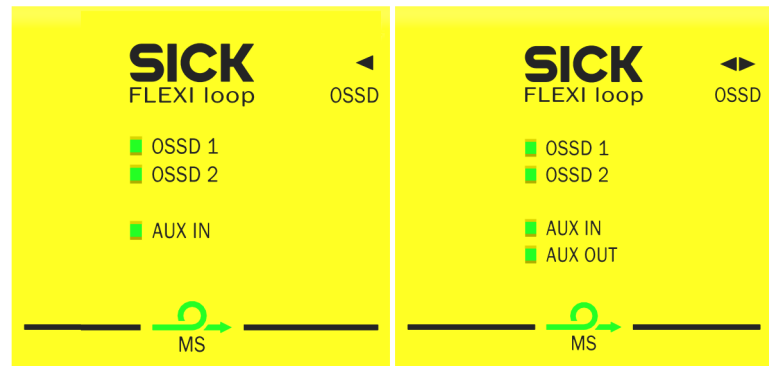 SICK
FLEXI loop
OSSD
OSSD 1
OSSD 2
AUX IN
MS
SICK
FLEXI loop
OSSD
OSSD 1
OSSD 2
AUX IN
AUX OUT
MS